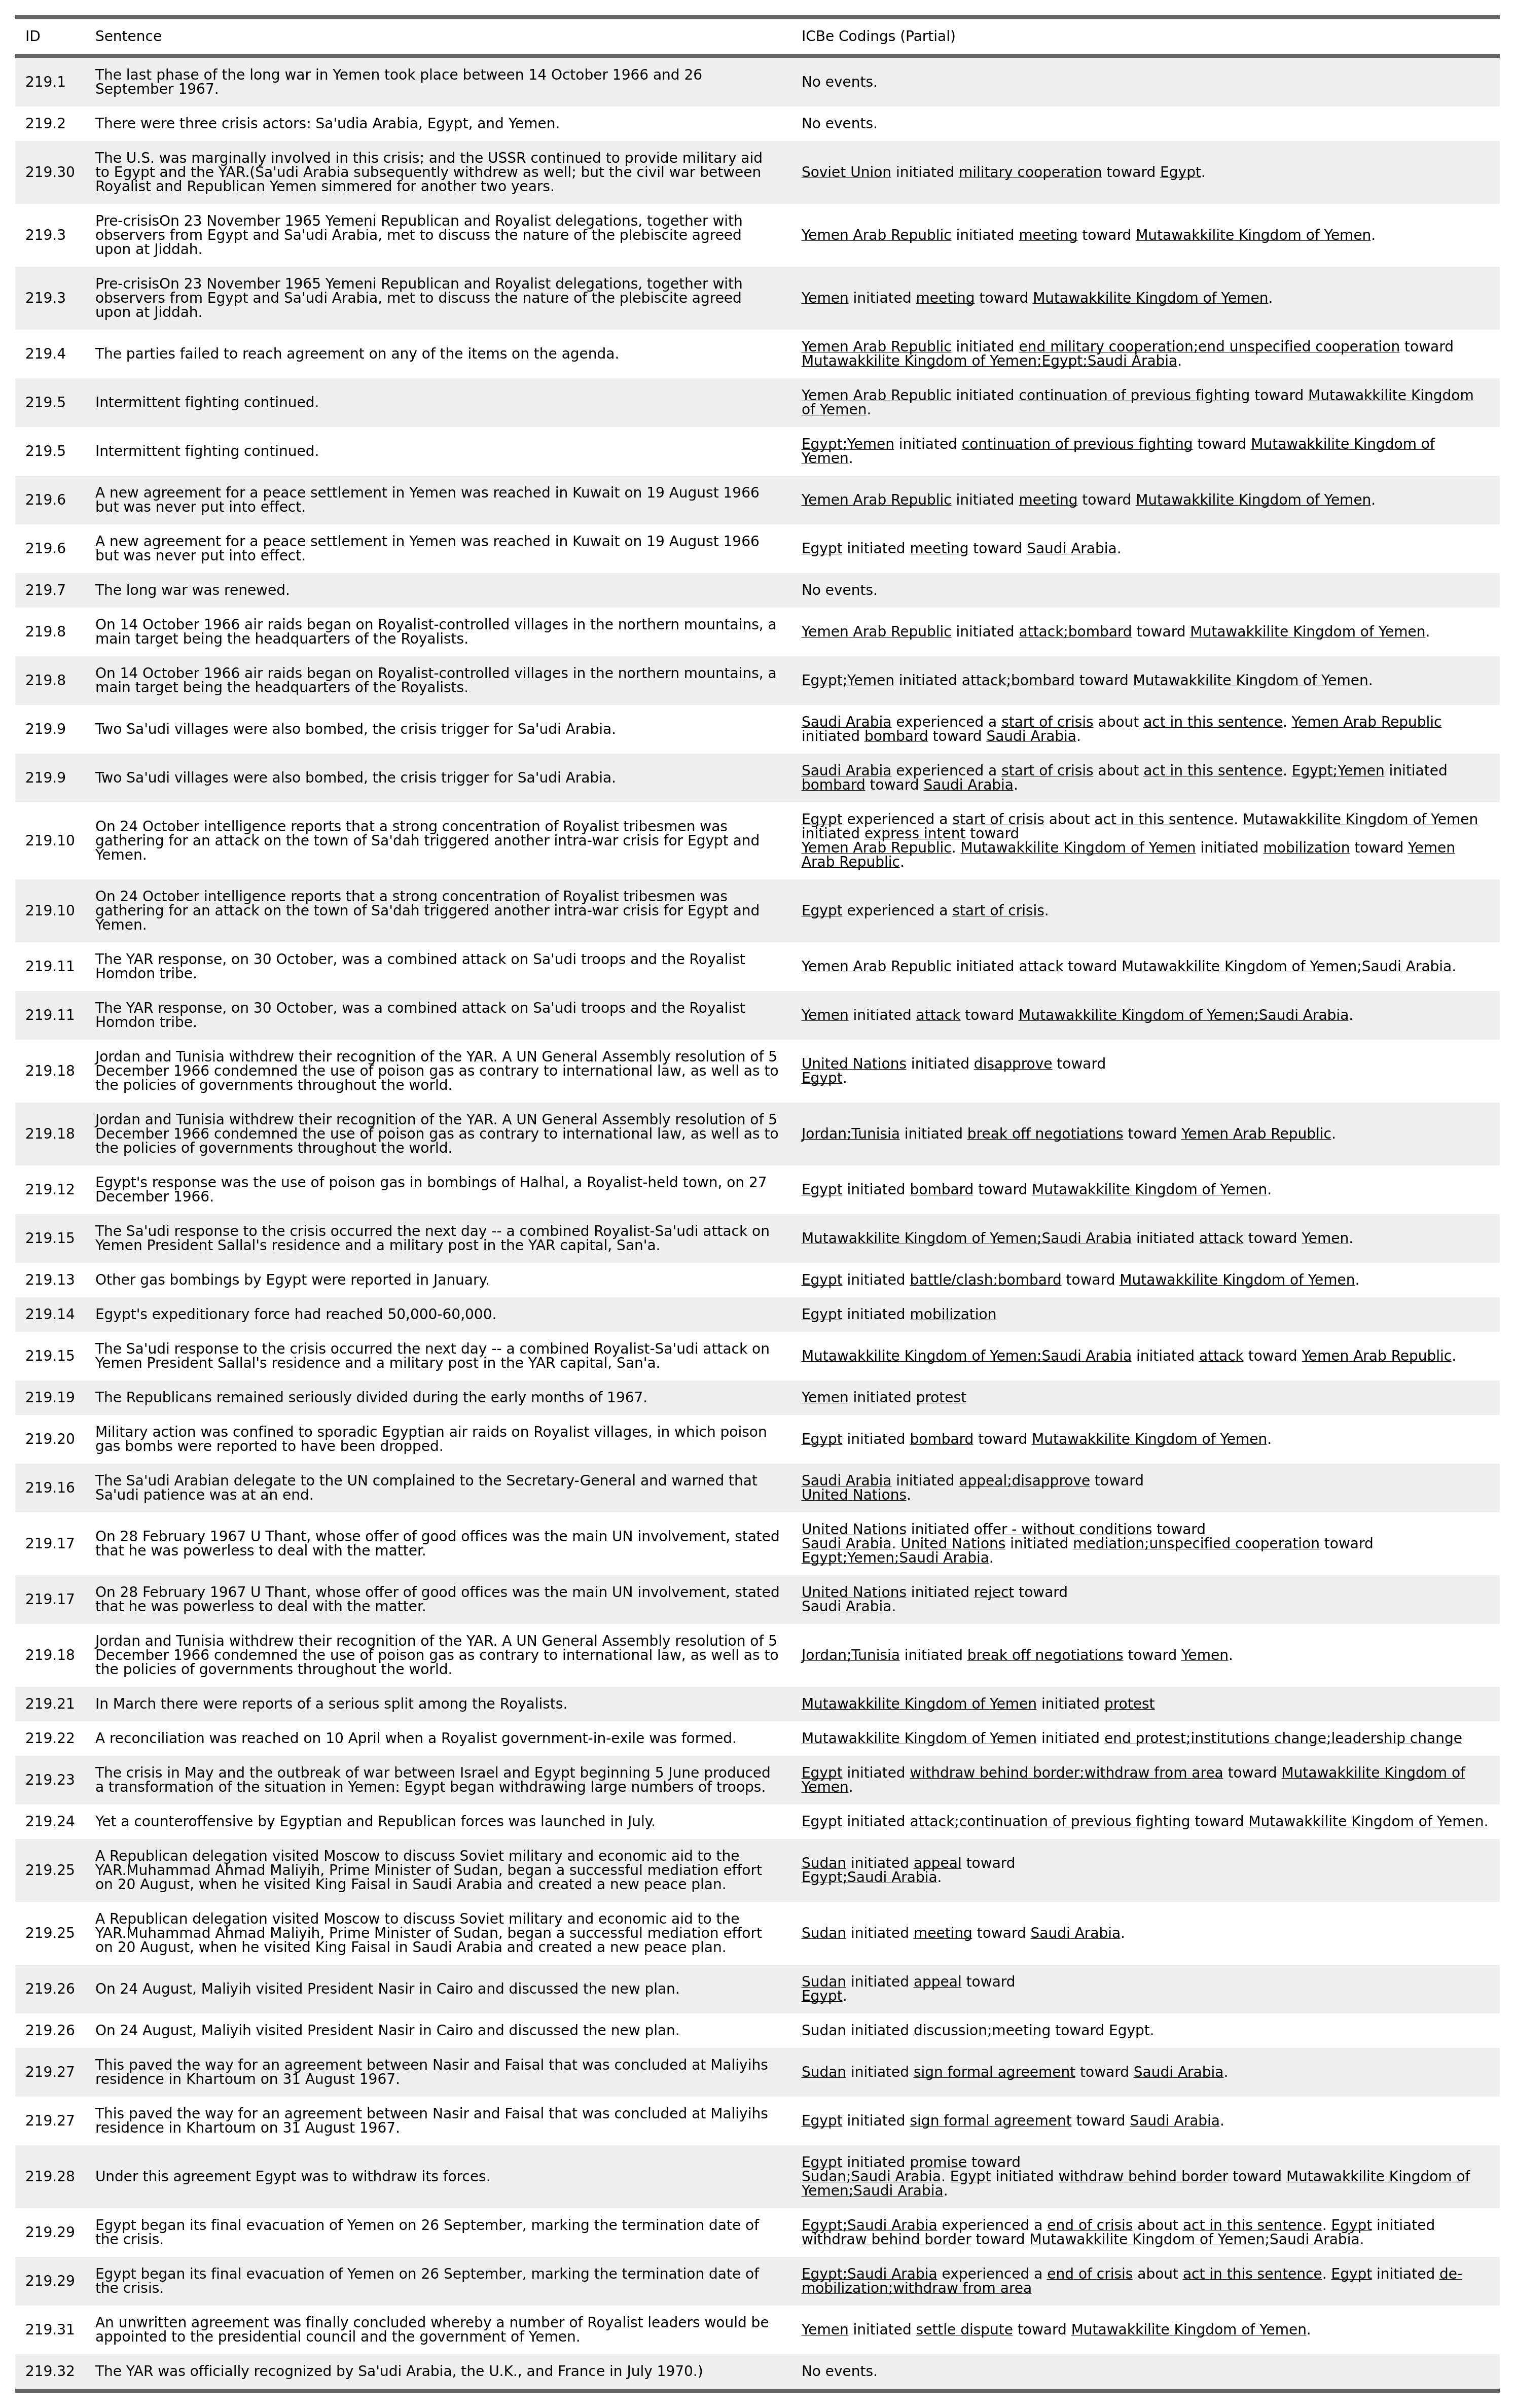 ID Sentence ICBe Codings (Partial)
219.1 The last phase of the long war in Yemen took place between 14 October 1966 and 26
September 1967. No events.
219.2 There were three crisis actors: Sa'udia Arabia, Egypt, and Yemen. No events.
219.30 The U.S. was marginally involved in this crisis; and the USSR continued to provide military aid
to Egypt and the YAR.(Sa'udi Arabia subsequently withdrew as well; but the civil war between
Royalist and Republican Yemen simmered for another two years.
Soviet Union initiated military cooperation toward Egypt.
219.3 Pre-crisisOn 23 November 1965 Yemeni Republican and Royalist delegations, together with
observers from Egypt and Sa'udi Arabia, met to discuss the nature of the plebiscite agreed
upon at Jiddah.
Yemen Arab Republic initiated meeting toward Mutawakkilite Kingdom of Yemen.
219.3 Pre-crisisOn 23 November 1965 Yemeni Republican and Royalist delegations, together with
observers from Egypt and Sa'udi Arabia, met to discuss the nature of the plebiscite agreed
upon at Jiddah.
Yemen initiated meeting toward Mutawakkilite Kingdom of Yemen.
219.4 The parties failed to reach agreement on any of the items on the agenda.
Yemen Arab Republic initiated end military cooperation;end unspecified cooperation toward
Mutawakkilite Kingdom of Yemen;Egypt;Saudi Arabia.
219.5 Intermittent fighting continued.
Yemen Arab Republic initiated continuation of previous fighting toward Mutawakkilite Kingdom
of Yemen.
219.5 Intermittent fighting continued.
Egypt;Yemen initiated continuation of previous fighting toward Mutawakkilite Kingdom of
Yemen.
219.6 A new agreement for a peace settlement in Yemen was reached in Kuwait on 19 August 1966
but was never put into effect.
Yemen Arab Republic initiated meeting toward Mutawakkilite Kingdom of Yemen.
219.6 A new agreement for a peace settlement in Yemen was reached in Kuwait on 19 August 1966
but was never put into effect.
Egypt initiated meeting toward Saudi Arabia.
219.7 The long war was renewed. No events.
219.8 On 14 October 1966 air raids began on Royalist-controlled villages in the northern mountains, a
main target being the headquarters of the Royalists.
Yemen Arab Republic initiated attack;bombard toward Mutawakkilite Kingdom of Yemen.
219.8 On 14 October 1966 air raids began on Royalist-controlled villages in the northern mountains, a
main target being the headquarters of the Royalists.
Egypt;Yemen initiated attack;bombard toward Mutawakkilite Kingdom of Yemen.
219.9 Two Sa'udi villages were also bombed, the crisis trigger for Sa'udi Arabia.
Saudi Arabia experienced a start of crisis about act in this sentence. Yemen Arab Republic
initiated bombard toward Saudi Arabia.
219.9 Two Sa'udi villages were also bombed, the crisis trigger for Sa'udi Arabia.
Saudi Arabia experienced a start of crisis about act in this sentence. Egypt;Yemen initiated
bombard toward Saudi Arabia.
219.10 On 24 October intelligence reports that a strong concentration of Royalist tribesmen was
gathering for an attack on the town of Sa'dah triggered another intra-war crisis for Egypt and
Yemen.
Egypt experienced a start of crisis about act in this sentence. Mutawakkilite Kingdom of Yemen
initiated express intent toward
Yemen Arab Republic. Mutawakkilite Kingdom of Yemen initiated mobilization toward Yemen
Arab Republic.
219.10 On 24 October intelligence reports that a strong concentration of Royalist tribesmen was
gathering for an attack on the town of Sa'dah triggered another intra-war crisis for Egypt and
Yemen.
Egypt experienced a start of crisis.
219.11 The YAR response, on 30 October, was a combined attack on Sa'udi troops and the Royalist
Homdon tribe.
Yemen Arab Republic initiated attack toward Mutawakkilite Kingdom of Yemen;Saudi Arabia.
219.11 The YAR response, on 30 October, was a combined attack on Sa'udi troops and the Royalist
Homdon tribe.
Yemen initiated attack toward Mutawakkilite Kingdom of Yemen;Saudi Arabia.
219.18 Jordan and Tunisia withdrew their recognition of the YAR. A UN General Assembly resolution of 5
December 1966 condemned the use of poison gas as contrary to international law, as well as to
the policies of governments throughout the world.
United Nations initiated disapprove toward
Egypt.
219.18 Jordan and Tunisia withdrew their recognition of the YAR. A UN General Assembly resolution of 5
December 1966 condemned the use of poison gas as contrary to international law, as well as to
the policies of governments throughout the world.
Jordan;Tunisia initiated break off negotiations toward Yemen Arab Republic.
219.12 Egypt's response was the use of poison gas in bombings of Halhal, a Royalist-held town, on 27
December 1966.
Egypt initiated bombard toward Mutawakkilite Kingdom of Yemen.
219.15 The Sa'udi response to the crisis occurred the next day -- a combined Royalist-Sa'udi attack on
Yemen President Sallal's residence and a military post in the YAR capital, San'a.
Mutawakkilite Kingdom of Yemen;Saudi Arabia initiated attack toward Yemen.
219.13 Other gas bombings by Egypt were reported in January. Egypt initiated battle/clash;bombard toward Mutawakkilite Kingdom of Yemen.
219.14 Egypt's expeditionary force had reached 50,000-60,000. Egypt initiated mobilization
219.15 The Sa'udi response to the crisis occurred the next day -- a combined Royalist-Sa'udi attack on
Yemen President Sallal's residence and a military post in the YAR capital, San'a.
Mutawakkilite Kingdom of Yemen;Saudi Arabia initiated attack toward Yemen Arab Republic.
219.19 The Republicans remained seriously divided during the early months of 1967. Yemen initiated protest
219.20 Military action was confined to sporadic Egyptian air raids on Royalist villages, in which poison
gas bombs were reported to have been dropped.
Egypt initiated bombard toward Mutawakkilite Kingdom of Yemen.
219.16 The Sa'udi Arabian delegate to the UN complained to the Secretary-General and warned that
Sa'udi patience was at an end.
Saudi Arabia initiated appeal;disapprove toward
United Nations.
219.17 On 28 February 1967 U Thant, whose offer of good offices was the main UN involvement, stated
that he was powerless to deal with the matter.
United Nations initiated offer - without conditions toward
Saudi Arabia. United Nations initiated mediation;unspecified cooperation toward
Egypt;Yemen;Saudi Arabia.
219.17 On 28 February 1967 U Thant, whose offer of good offices was the main UN involvement, stated
that he was powerless to deal with the matter.
United Nations initiated reject toward
Saudi Arabia.
219.18 Jordan and Tunisia withdrew their recognition of the YAR. A UN General Assembly resolution of 5
December 1966 condemned the use of poison gas as contrary to international law, as well as to
the policies of governments throughout the world.
Jordan;Tunisia initiated break off negotiations toward Yemen.
219.21 In March there were reports of a serious split among the Royalists. Mutawakkilite Kingdom of Yemen initiated protest
219.22 A reconciliation was reached on 10 April when a Royalist government-in-exile was formed. Mutawakkilite Kingdom of Yemen initiated end protest;institutions change;leadership change
219.23 The crisis in May and the outbreak of war between Israel and Egypt beginning 5 June produced
a transformation of the situation in Yemen: Egypt began withdrawing large numbers of troops.
Egypt initiated withdraw behind border;withdraw from area toward Mutawakkilite Kingdom of
Yemen.
219.24 Yet a counteroffensive by Egyptian and Republican forces was launched in July. Egypt initiated attack;continuation of previous fighting toward Mutawakkilite Kingdom of Yemen.
219.25 A Republican delegation visited Moscow to discuss Soviet military and economic aid to the
YAR.Muhammad Ahmad Maliyih, Prime Minister of Sudan, began a successful mediation effort
on 20 August, when he visited King Faisal in Saudi Arabia and created a new peace plan.
Sudan initiated appeal toward
Egypt;Saudi Arabia.
219.25 A Republican delegation visited Moscow to discuss Soviet military and economic aid to the
YAR.Muhammad Ahmad Maliyih, Prime Minister of Sudan, began a successful mediation effort
on 20 August, when he visited King Faisal in Saudi Arabia and created a new peace plan.
Sudan initiated meeting toward Saudi Arabia.
219.26 On 24 August, Maliyih visited President Nasir in Cairo and discussed the new plan.
Sudan initiated appeal toward
Egypt.
219.26 On 24 August, Maliyih visited President Nasir in Cairo and discussed the new plan. Sudan initiated discussion;meeting toward Egypt.
219.27 This paved the way for an agreement between Nasir and Faisal that was concluded at Maliyihs
residence in Khartoum on 31 August 1967.
Sudan initiated sign formal agreement toward Saudi Arabia.
219.27 This paved the way for an agreement between Nasir and Faisal that was concluded at Maliyihs
residence in Khartoum on 31 August 1967.
Egypt initiated sign formal agreement toward Saudi Arabia.
219.28 Under this agreement Egypt was to withdraw its forces.
Egypt initiated promise toward
Sudan;Saudi Arabia. Egypt initiated withdraw behind border toward Mutawakkilite Kingdom of
Yemen;Saudi Arabia.
219.29 Egypt began its final evacuation of Yemen on 26 September, marking the termination date of
the crisis.
Egypt;Saudi Arabia experienced a end of crisis about act in this sentence. Egypt initiated
withdraw behind border toward Mutawakkilite Kingdom of Yemen;Saudi Arabia.
219.29 Egypt began its final evacuation of Yemen on 26 September, marking the termination date of
the crisis.
Egypt;Saudi Arabia experienced a end of crisis about act in this sentence. Egypt initiated de-
mobilization;withdraw from area
219.31 An unwritten agreement was finally concluded whereby a number of Royalist leaders would be
appointed to the presidential council and the government of Yemen.
Yemen initiated settle dispute toward Mutawakkilite Kingdom of Yemen.
219.32 The YAR was officially recognized by Sa'udi Arabia, the U.K., and France in July 1970.) No events.